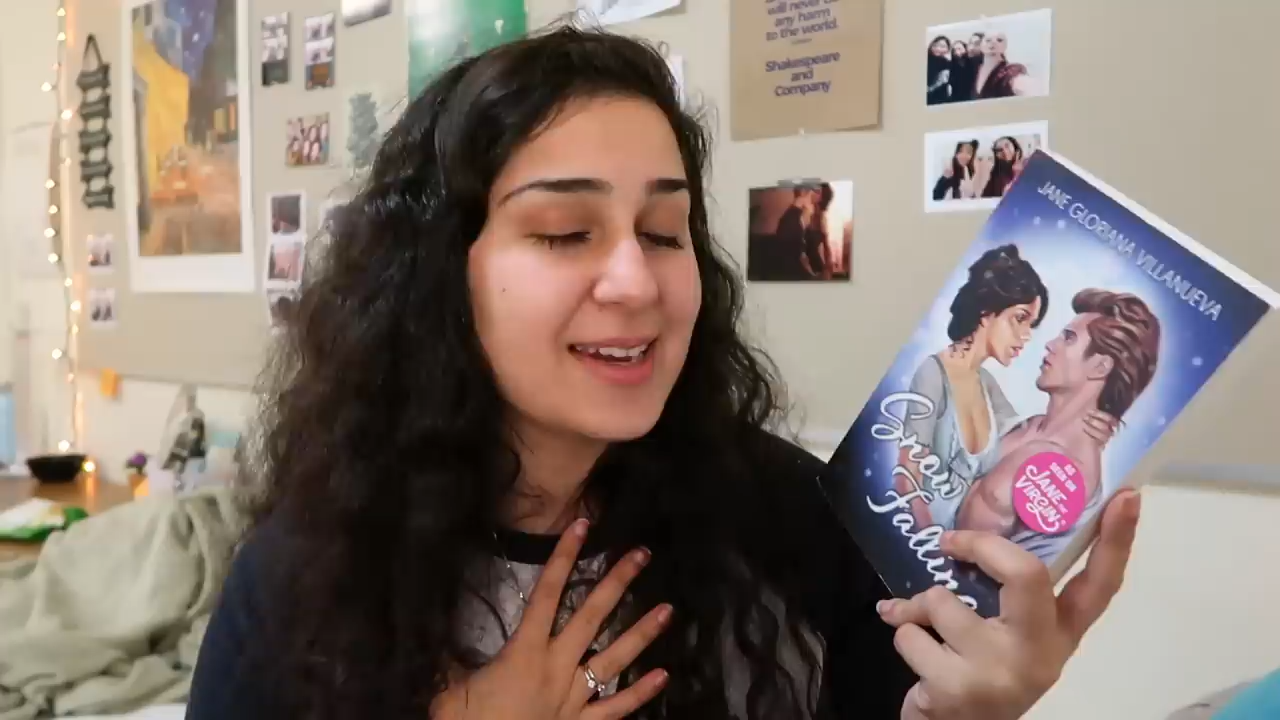 will never do
any harm
to the world.
Shakespeare
and
Company
JANE GLORIANA VILLANUEVA
Snow
Falling
AS
SEEN ON
JANE THE
VIRGIN